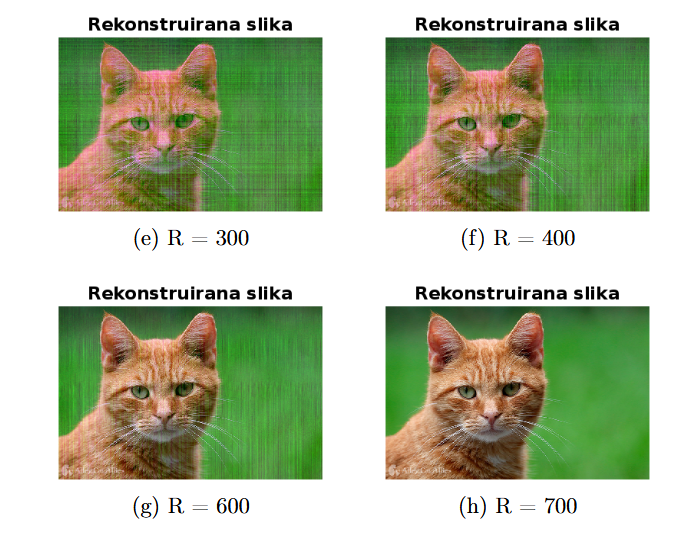 Rekonstruirana slika
Rekonstruirana slika
(e) R = 300
(f) R = 400
Rekonstruirana slika
Rekonstruirana slika
(g) R = 600
(h) R = 700